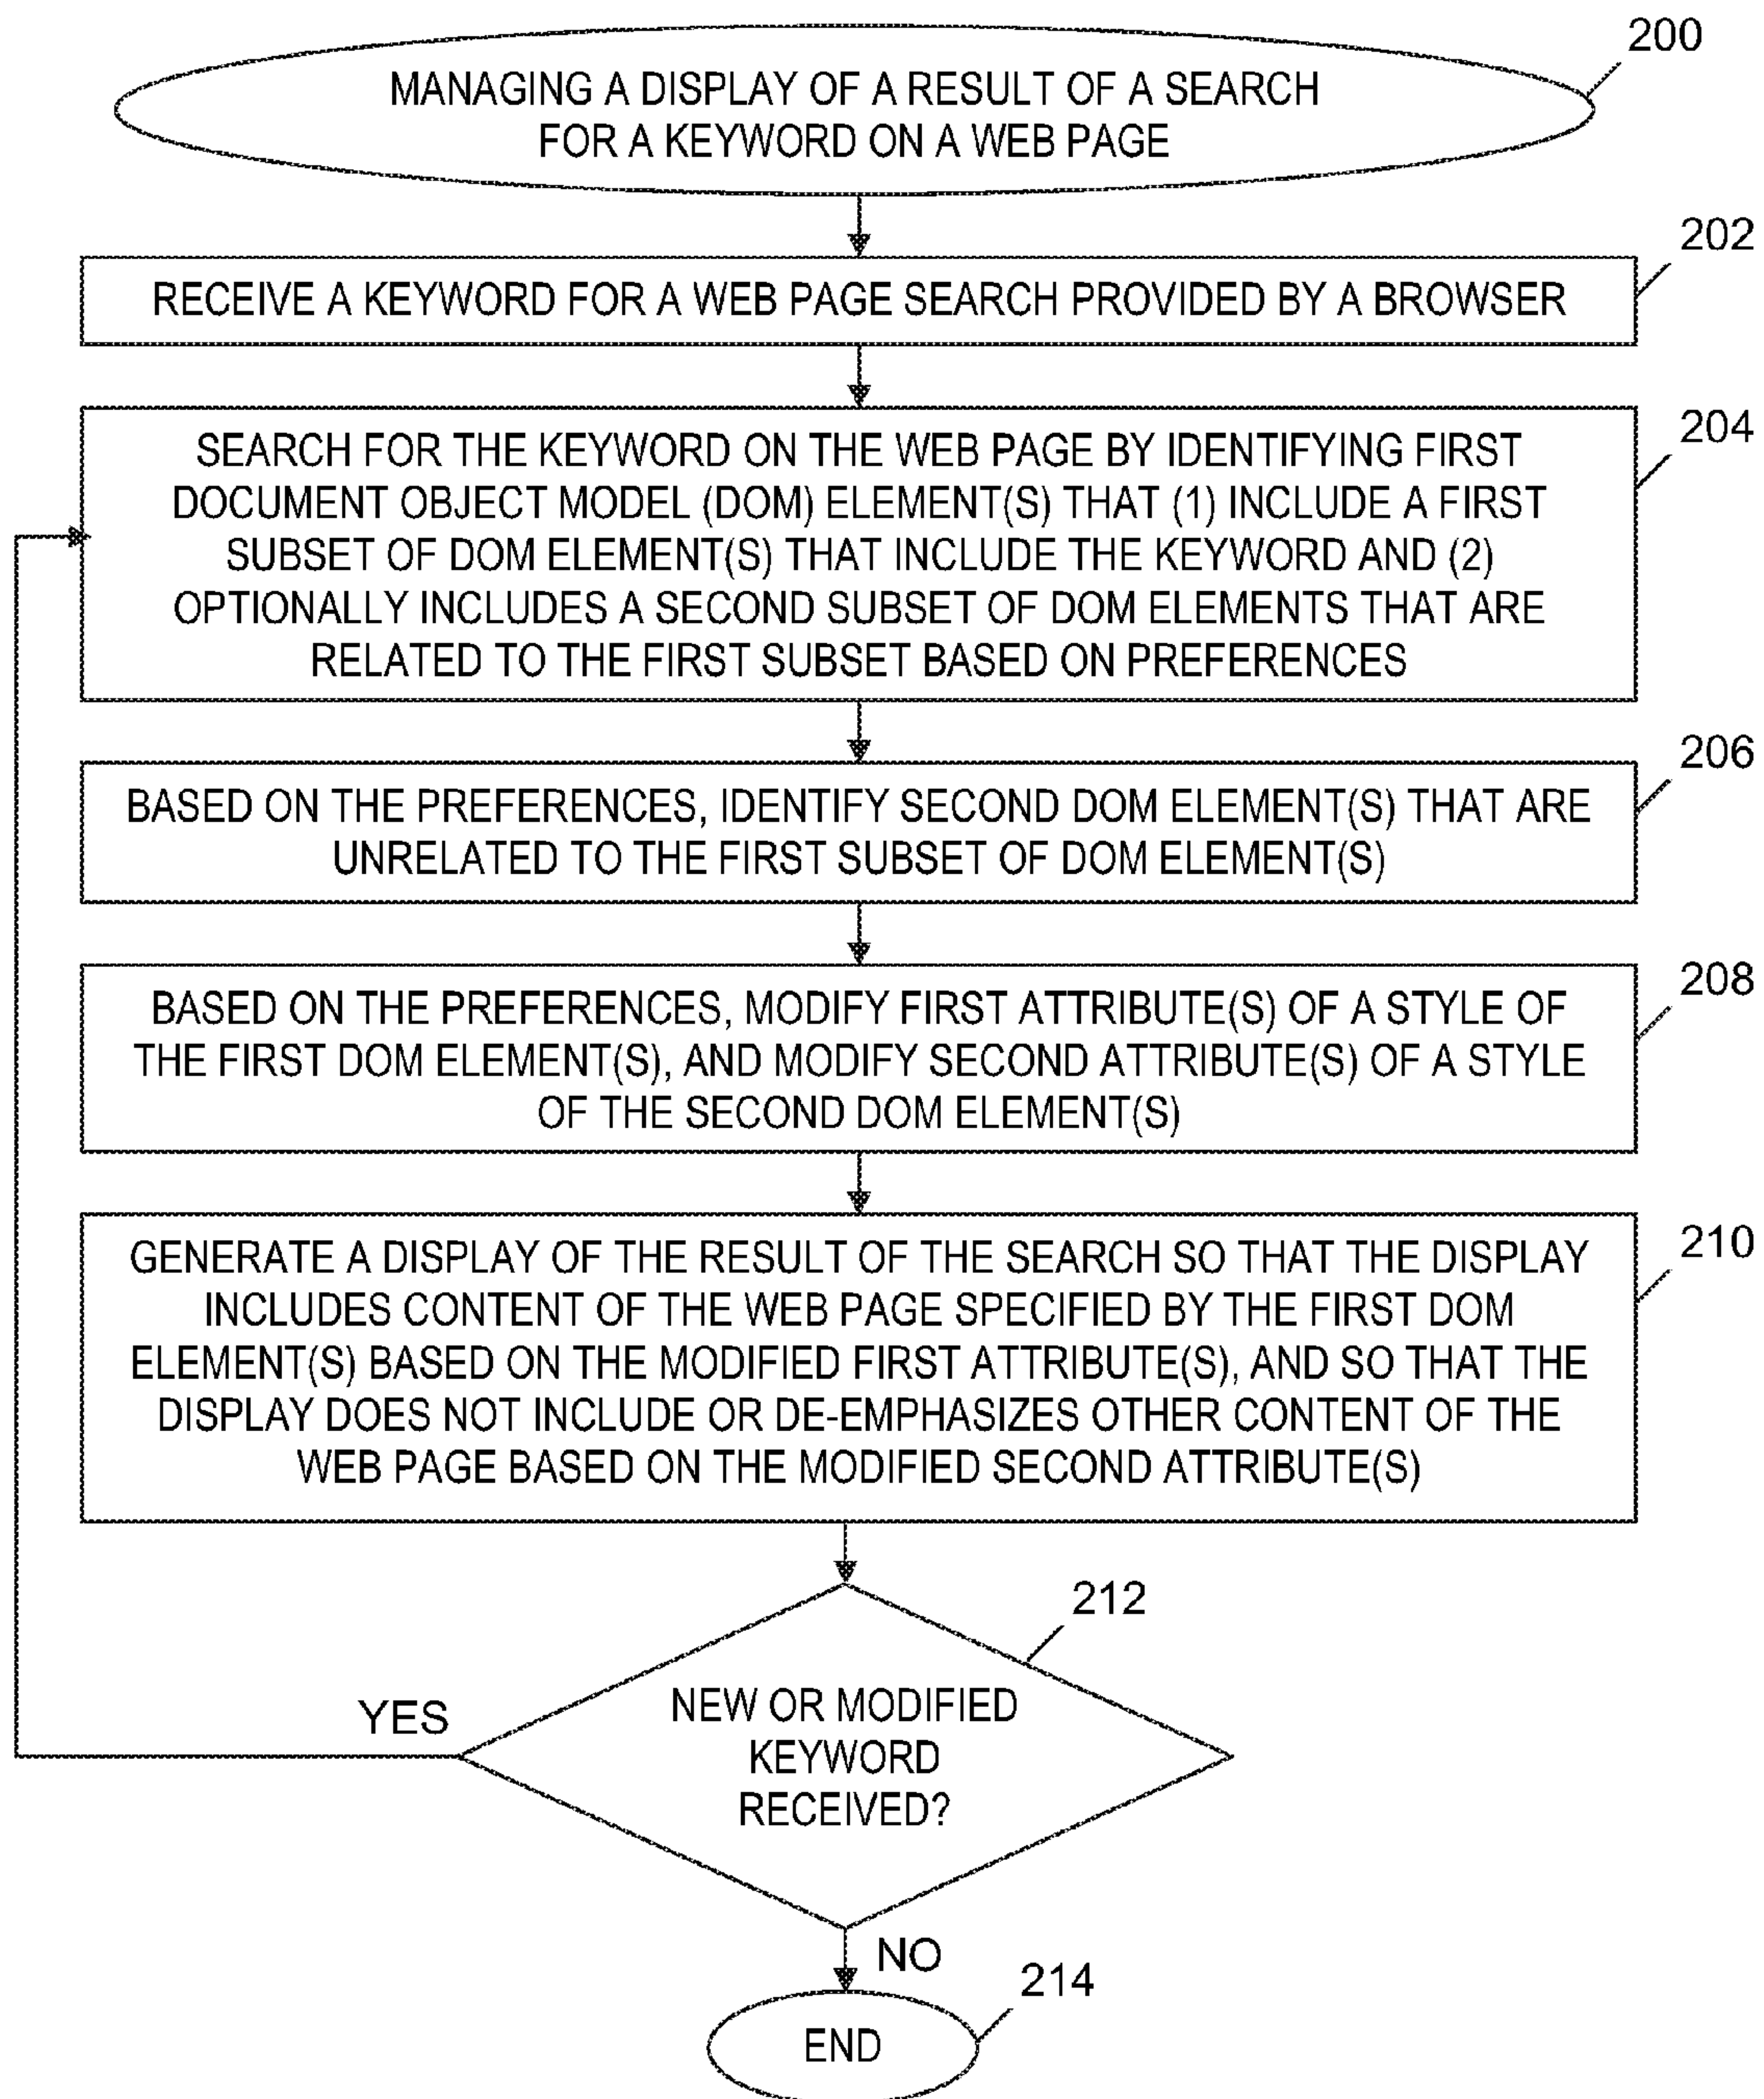 200
MANAGING A DISPLAY OF A RESULT OF A SEARCH
FOR A KEYWORD ON A WEB PAGE
202
RECEIVE A KEYWORD FOR A WEB PAGE SEARCH PROVIDED BY A BROWSER
204
SEARCH FOR THE KEYWORD ON THE WEB PAGE BY IDENTIFYING FIRST
DOCUMENT OBJECT MODEL (DOM) ELEMENT(S) THAT (1) INCLUDE A FIRST
SUBSET OF DOM ELEMENT(S) THAT INCLUDE THE KEYWORD AND (2)
OPTIONALLY INCLUDES A SECOND SUBSET OF DOM ELEMENTS THAT ARE
RELATED TO THE FIRST SUBSET BASED ON PREFERENCES
206
BASED ON THE PREFERENCES, IDENTIFY SECOND DOM ELEMENT(S) THAT ARE
UNRELATED TO THE FIRST SUBSET OF DOM ELEMENT(S)
208
BASED ON THE PREFERENCES, MODIFY FIRST ATTRIBUTE(S) OF A STYLE OF
THE FIRST DOM ELEMENT(S), AND MODIFY SECOND ATTRIBUTE(S) OF A STYLE
OF THE SECOND DOM ELEMENT(S)
210
GENERATE A DISPLAY OF THE RESULT OF THE SEARCH SO THAT THE DISPLAY
INCLUDES CONTENT OF THE WEB PAGE SPECIFIED BY THE FIRST DOM
ELEMENT(S) BASED ON THE MODIFIED FIRST ATTRIBUTE(S), AND SO THAT THE
DISPLAY DOES NOT INCLUDE OR DE-EMPHASIZES OTHER CONTENT OF THE
WEB PAGE BASED ON THE MODIFIED SECOND ATTRIBUTE(S)
212
YES
NEW OR MODIFIED
KEYWORD
RECEIVED?
NO
214
END